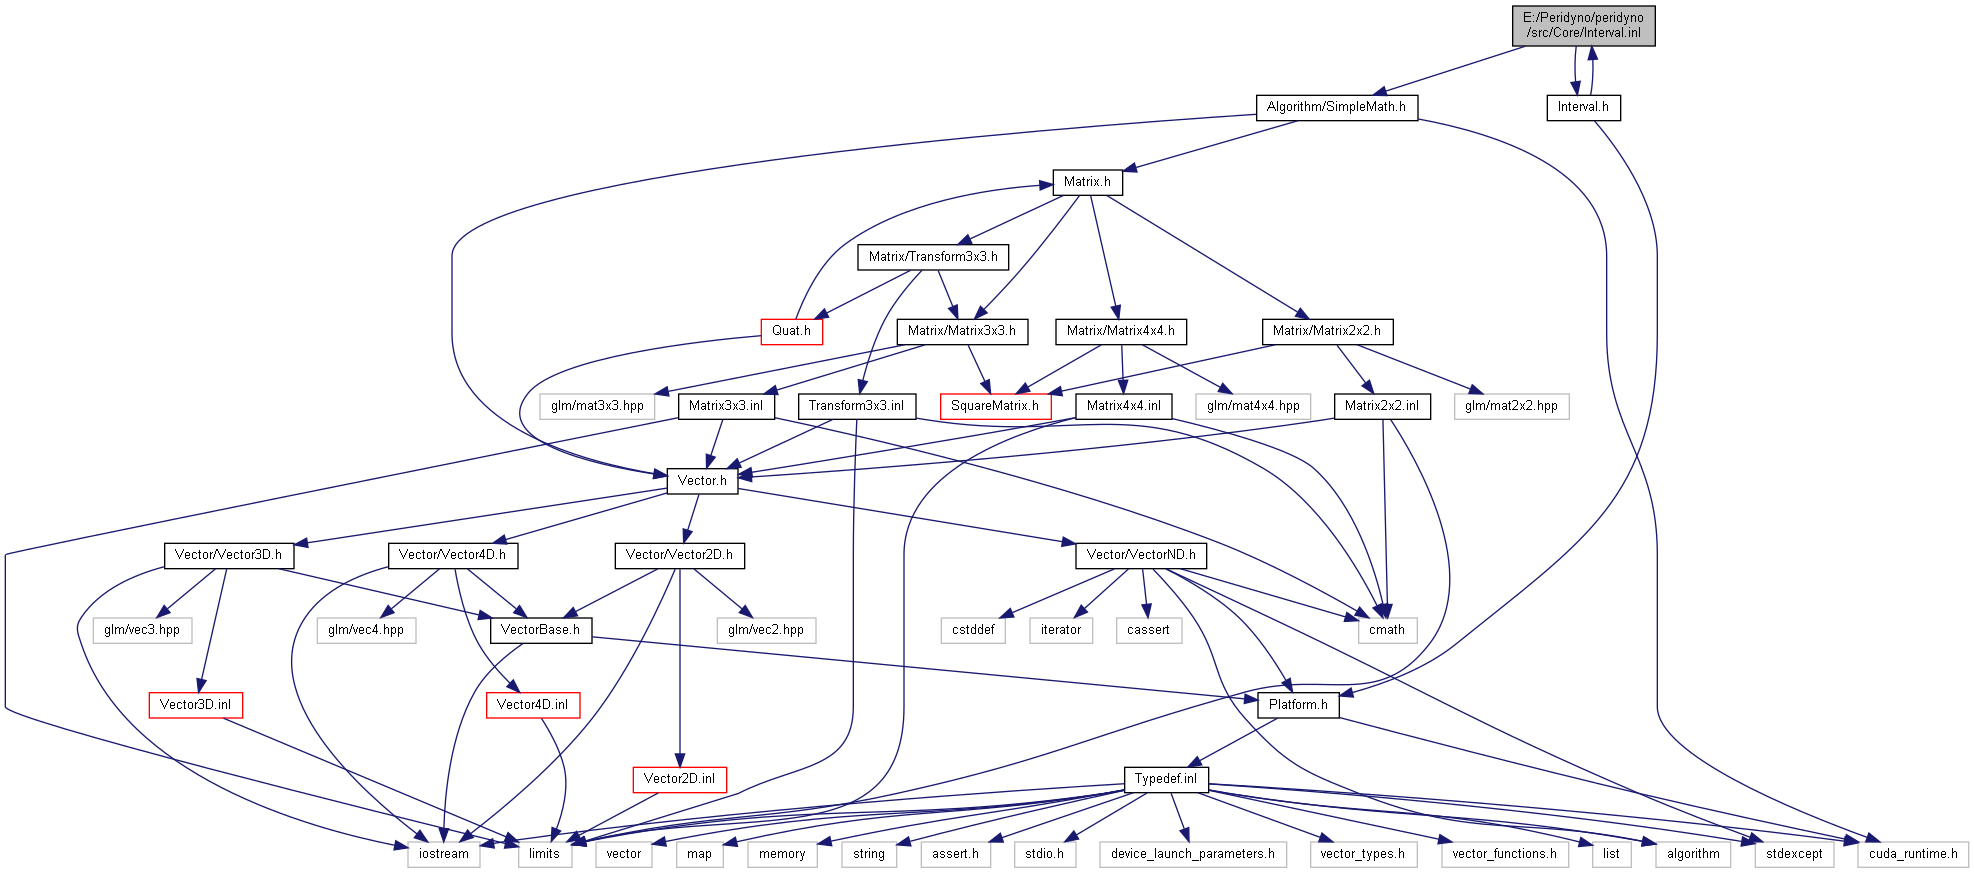 E:/Peridyno/peridyno
/src/Core/Interval.inl
Algorithm/SimpleMath.h
Interval.h
Matrix.h
Matrix/Transform3x3.h
Quat.h
Matrix/Matrix3x3.h
Matrix/Matrix4x4.h
Matrix/Matrix2x2.h
glm/mat3x3.hpp
Matrix3x3.inl
Transform3x3.inl
SquareMatrix.h
Matrix4x4.inl
glm/mat4x4.hpp
Matrix2x2.inl
glm/mat2x2.hpp
Vector.h
Vector/Vector3D.h
Vector/Vector4D.h
Vector/Vector2D.h
Vector/VectorND.h
glm/vec3.hpp
glm/vec4.hpp
VectorBase.h
glm/vec2.hpp
cstddef
iterator
cassert
cmath
Vector3D.inl
Vector4D.inl
Platform.h
Vector2D.inl
Typedef.inl
iostream
limits
vector
map
memory
string
assert.h
stdio.h
device_launch_parameters.h
vector_types.h
vector_functions.h
list
algorithm
stdexcept
cuda_runtime.h